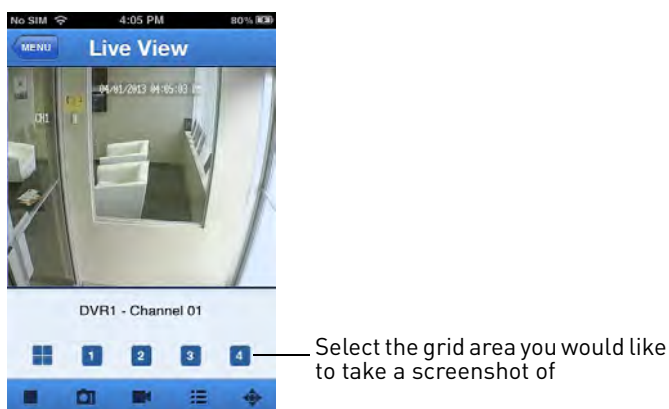 No SIM 4:05 PM 80%
MENU Live View
04/01/2013 04:05:03 PM
CH1
DVR1 - Channel 01
1 2 3 4
Select the grid area you would like
to take a screenshot of